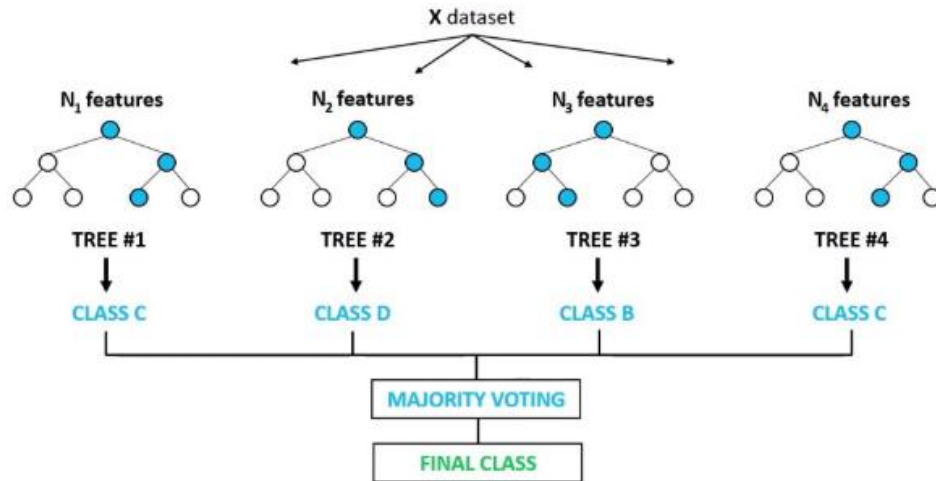 X dataset
N₁ features N₂ features N₃ features N₄ features
TREE #1 TREE #2 TREE #3 TREE #4
CLASS C CLASS D CLASS B CLASS C
MAJORITY VOTING
FINAL CLASS